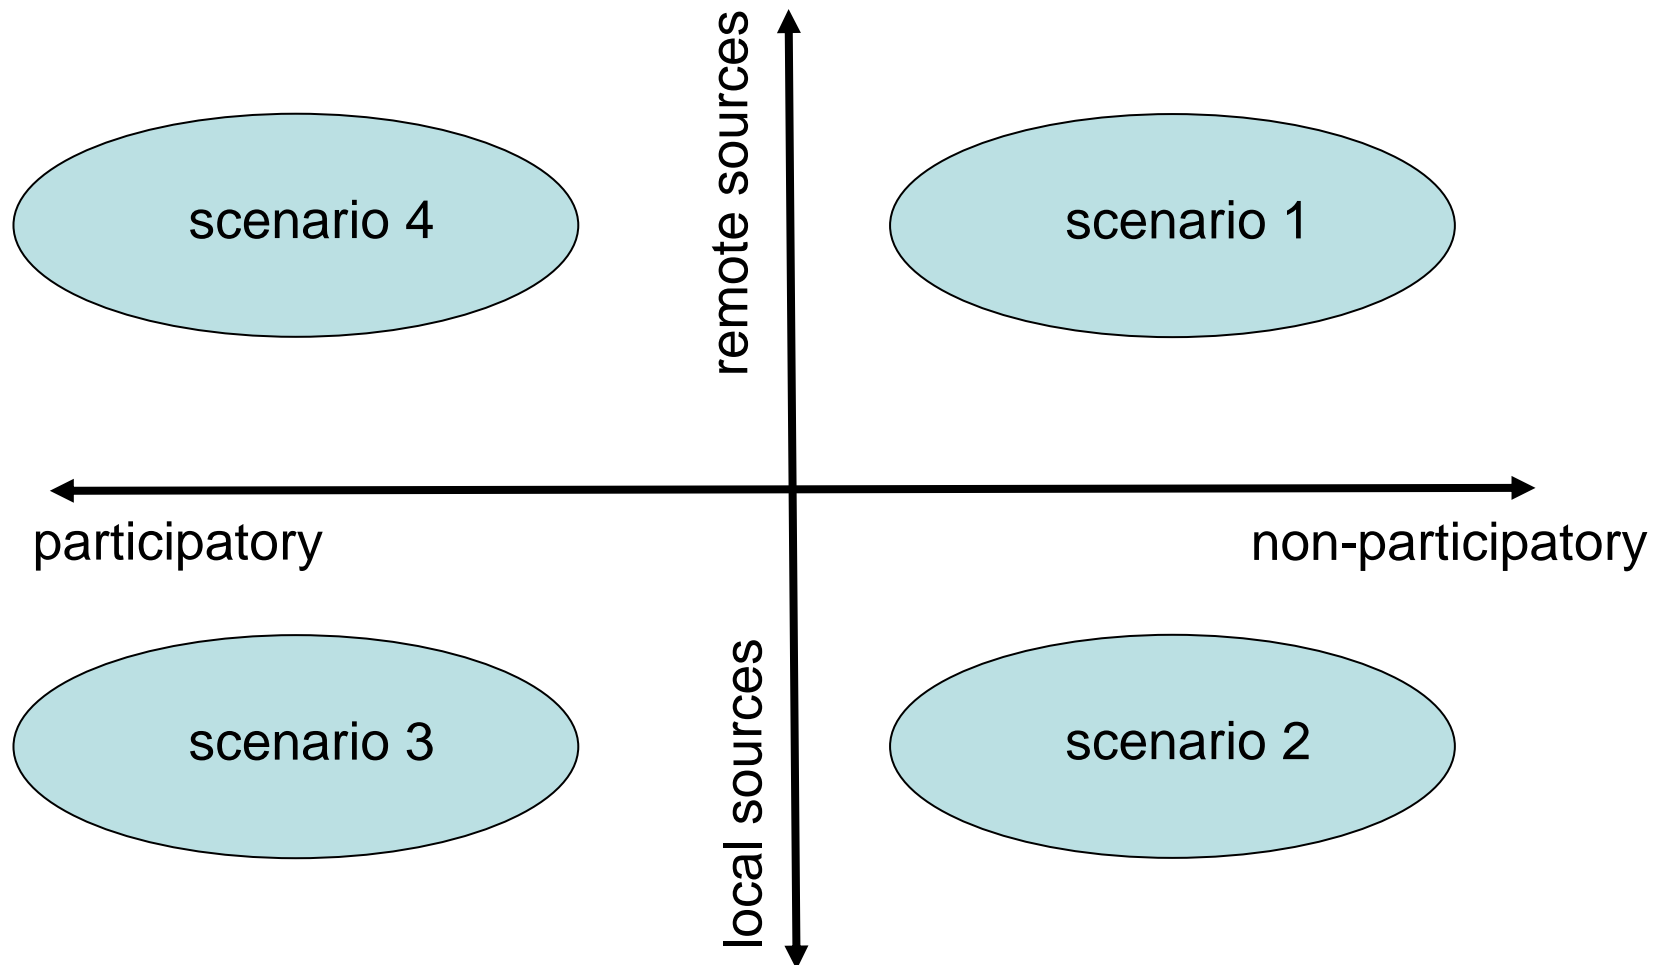 remote sources
scenario 4
scenario 1
participatory
non-participatory
local sources
scenario 3
scenario 2